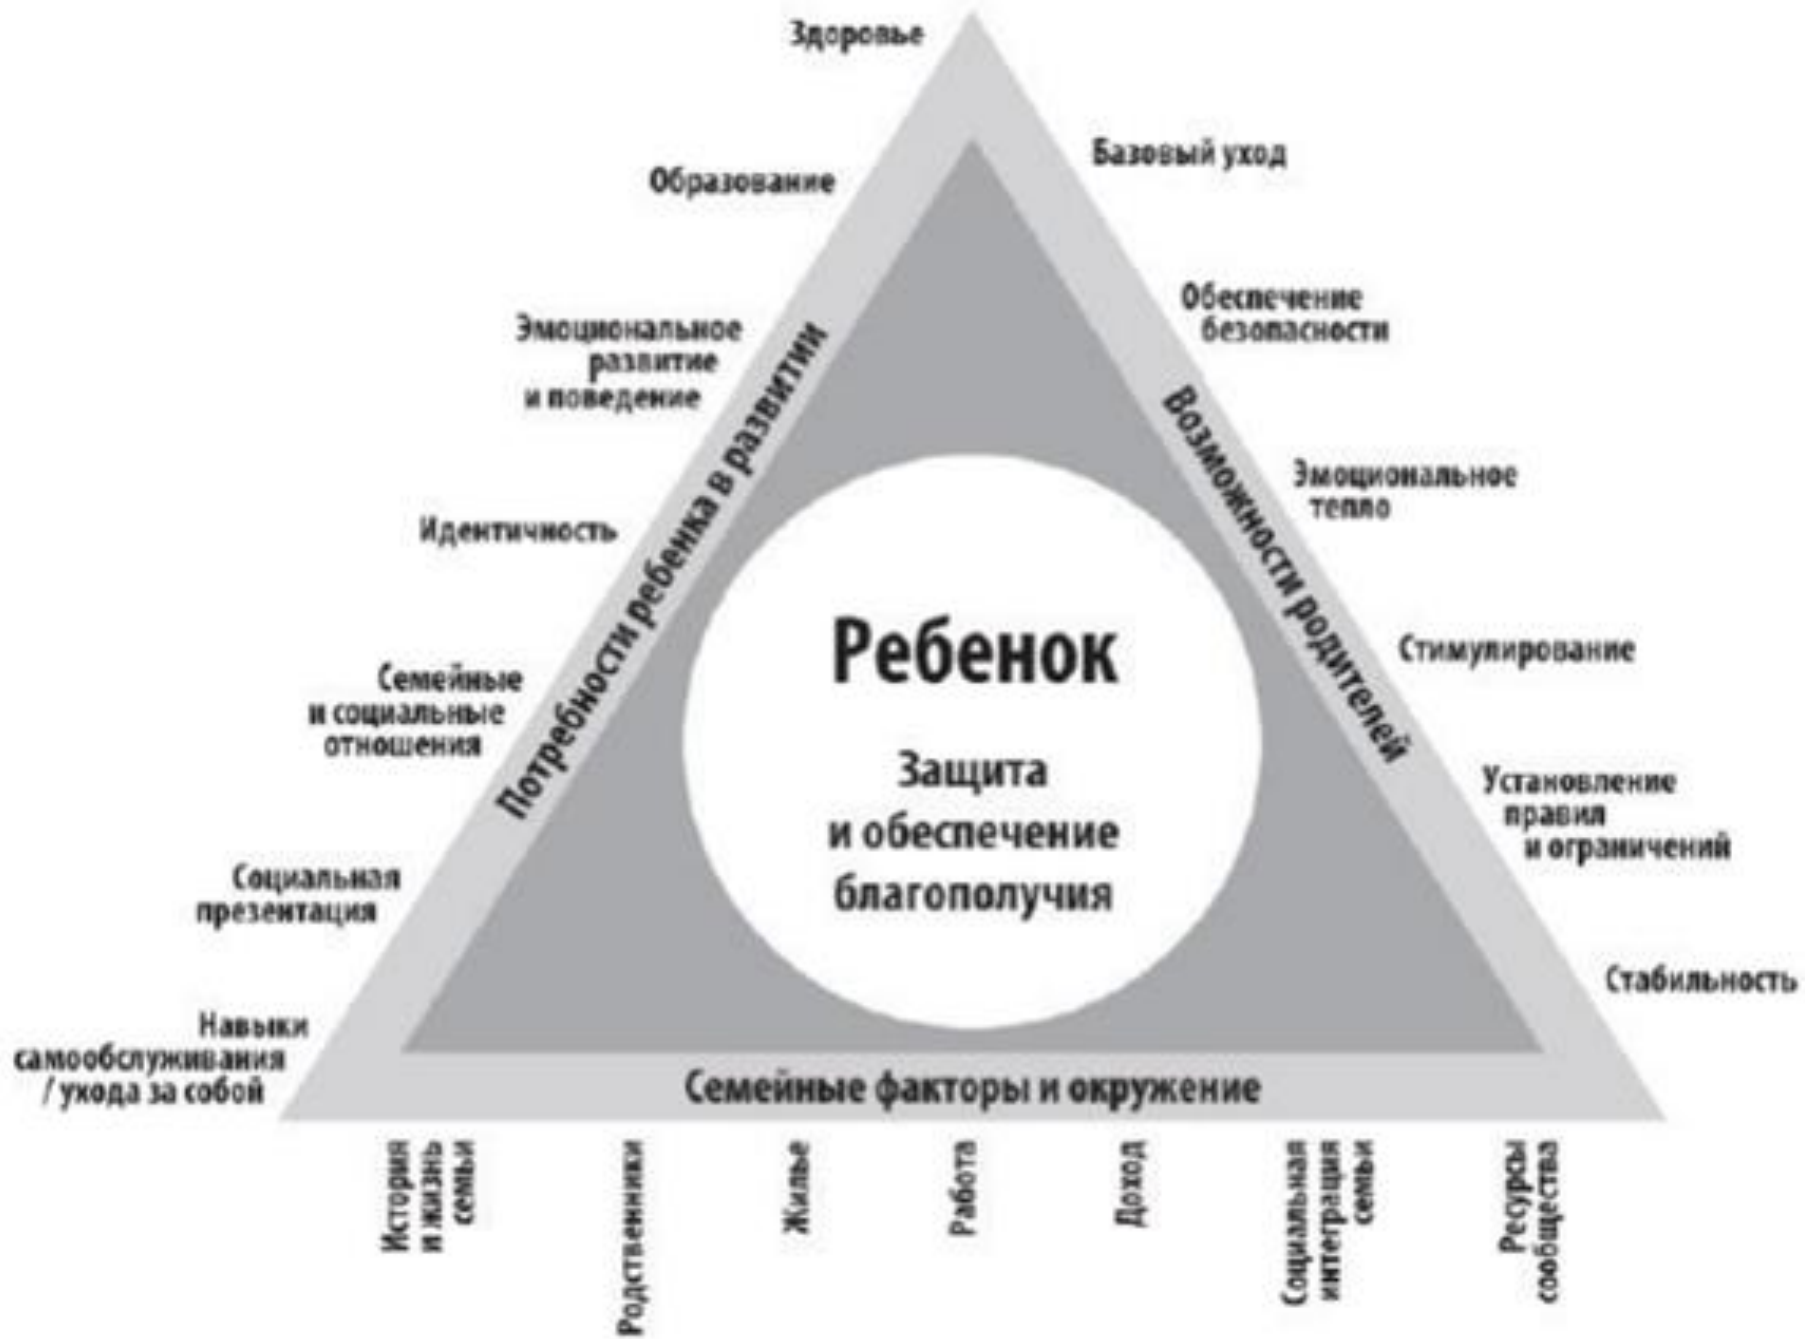 Здоровье
Образование
Эмоциональное
развитие
и поведение
Идентичность
Семейные
и социальные
отношения
Социальная
презентация
Навыки
самообслуживания
/ ухода за собой
Потребности ребенка в развитии
Базовый уход
Обеспечение
безопасности
Эмоциональное
тепло
Стимулирование
Установление
правил
и ограничений
Стабильность
Возможности родителей
Ребенок
Защита
и обеспечение
благополучия
Семейные факторы и окружение
История
и жизнь
семьи
Родственники
Жилье
Работа
Доход
Социальная
интеграция
семьи
Ресурсы
сообщества